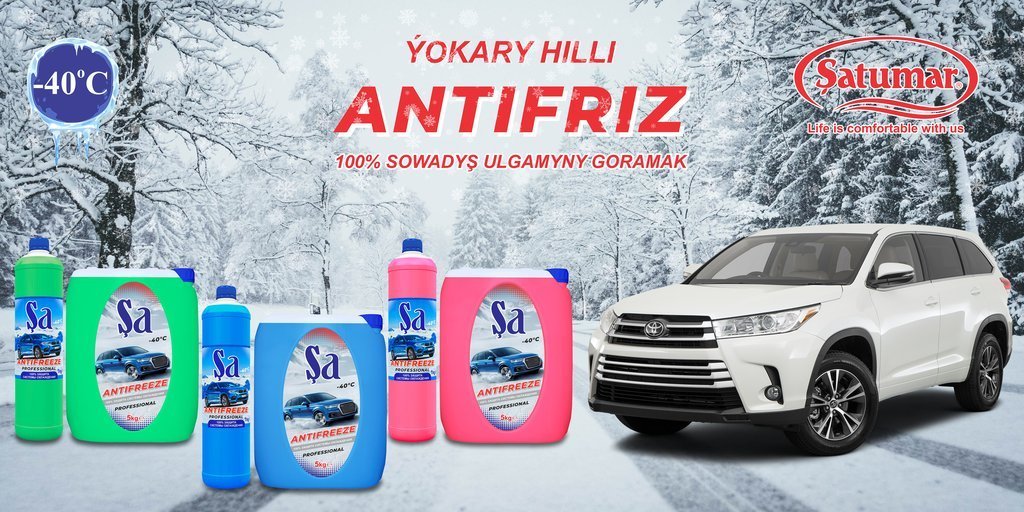 -40°C
ÝOKARY HILLI
ANTIFRIZ
100% SOWADYŞ ULGAMYNY GORAMAK
Şatumar®
Life is comfortable with us
Şa
ANTIFREEZE
PROFESSIONAL
Şa
-40°C
ANTIFREEZE
PROFESSIONAL
5kg
Şa
ANTIFREEZE
PROFESSIONAL
Şa
-40°C
ANTIFREEZE
PROFESSIONAL
5kg
Şa
ANTIFREEZE
PROFESSIONAL
Şa
-40°C
ANTIFREEZE
PROFESSIONAL
5kg